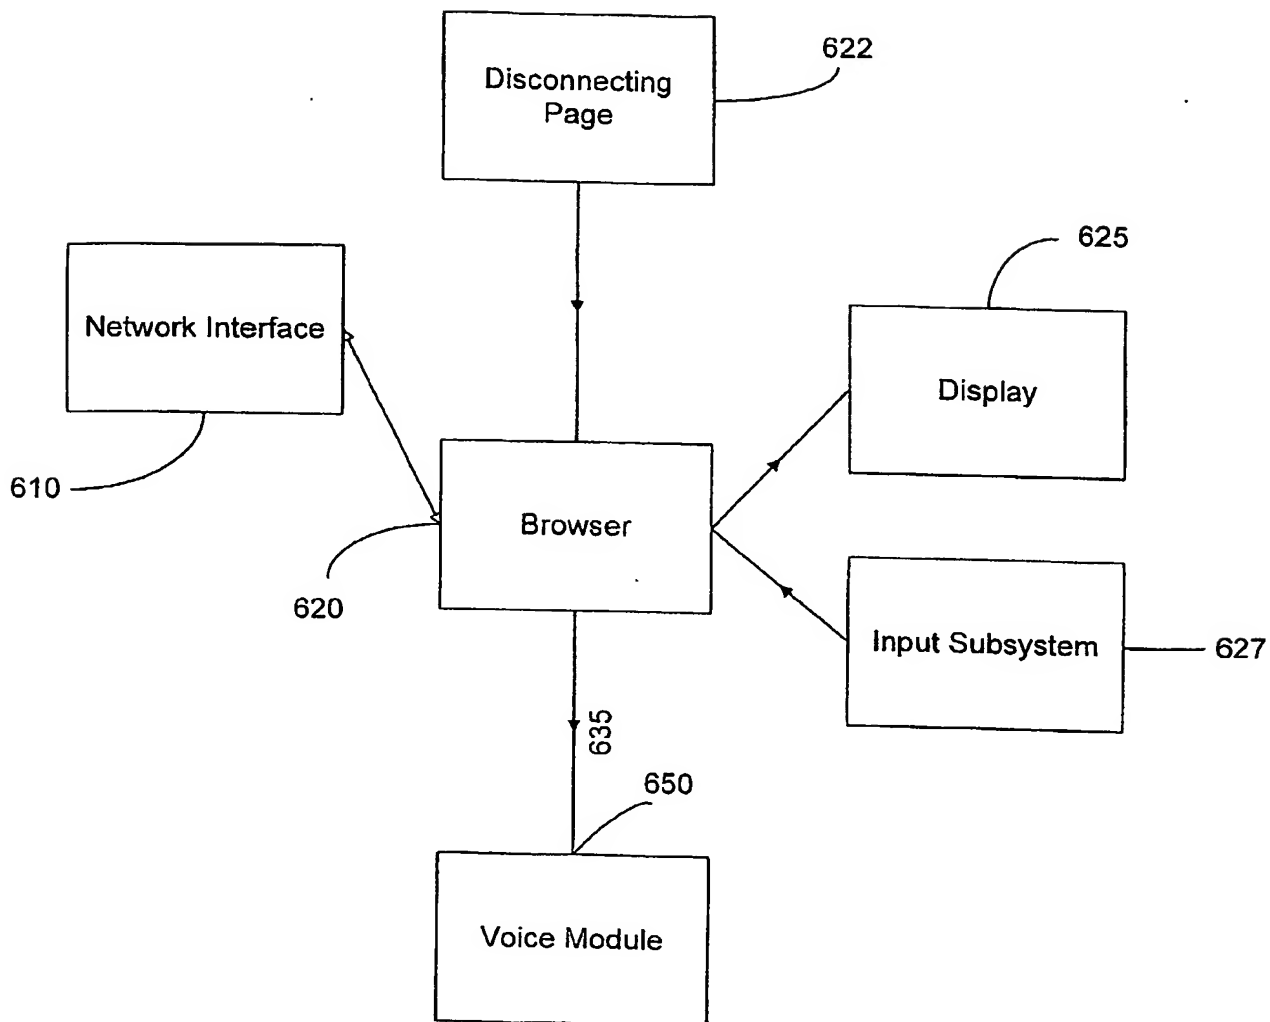 622
Disconnecting
Page
625
Network Interface
Display
610
Browser
620
Input Subsystem
627
635
650
Voice Module